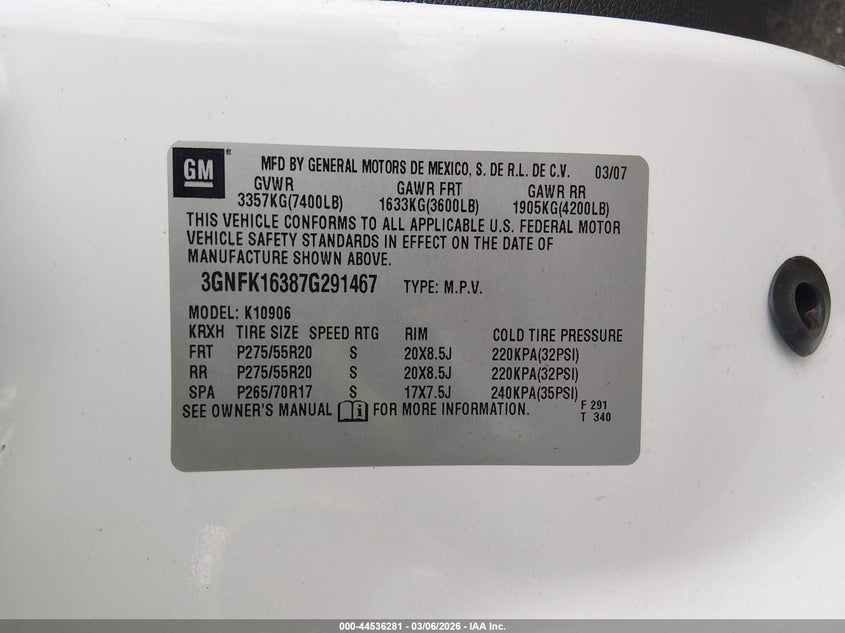 GM ® MFD BY GENERAL MOTORS DE MEXICO, S. DE R.L. DE C.V. 03/07
GVWR GAWR FRT GAWR RR
3357KG(7400LB) 1633KG(3600LB) 1905KG(4200LB)
THIS VEHICLE CONFORMS TO ALL APPLICABLE U.S. FEDERAL MOTOR
VEHICLE SAFETY STANDARDS IN EFFECT ON THE DATE OF
MANUFACTURE SHOWN ABOVE.
3GNFK16387G291467 TYPE: M.P.V.
MODEL: K10906
KRXH TIRE SIZE SPEED RTG RIM COLD TIRE PRESSURE
FRT P275/55R20 S 20X8.5J 220KPA(32PSI)
RR P275/55R20 S 20X8.5J 220KPA(32PSI)
SPA P265/70R17 S 17X7.5J 240KPA(35PSI)
SEE OWNER'S MANUAL FOR MORE INFORMATION. F 291
T 340
000-44536281 | 03/06/2026 - IAA Inc.